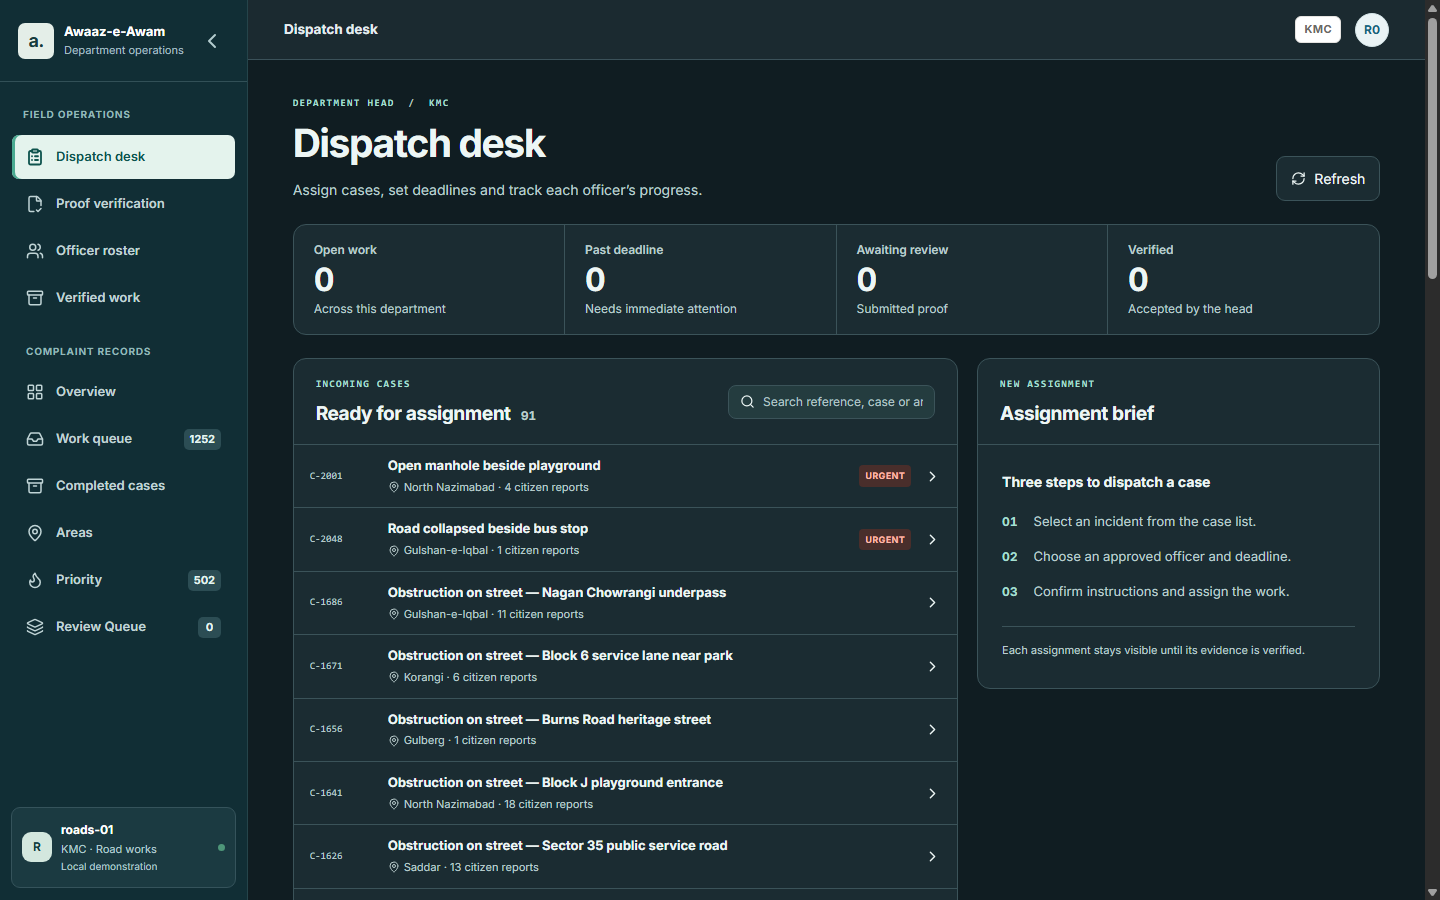 a.
Awaaz-e-Awam
Department operations
FIELD OPERATIONS
Dispatch desk
Proof verification
Officer roster
Verified work
COMPLAINT RECORDS
Overview
Work queue 1252
Completed cases
Areas
Priority 502
Review Queue 0
R
roads-01
KMC · Road works
Local demonstration
Dispatch desk
KMC
R0
DEPARTMENT HEAD / KMC
Dispatch desk
Assign cases, set deadlines and track each officer's progress.
Refresh
Open work
0
Across this department
Past deadline
0
Needs immediate attention
Awaiting review
0
Submitted proof
Verified
0
Accepted by the head
INCOMING CASES
Ready for assignment 91
Search reference, case or ar
C-2001
Open manhole beside playground
North Nazimabad · 4 citizen reports
URGENT
C-2048
Road collapsed beside bus stop
Gulshan-e-Iqbal · 1 citizen reports
URGENT
C-1686
Obstruction on street — Nagan Chowrangi underpass
Gulshan-e-Iqbal · 11 citizen reports
C-1671
Obstruction on street — Block 6 service lane near park
Korangi · 6 citizen reports
C-1656
Obstruction on street — Burns Road heritage street
Gulberg · 1 citizen reports
C-1641
Obstruction on street — Block J playground entrance
North Nazimabad · 18 citizen reports
C-1626
Obstruction on street — Sector 35 public service road
Saddar · 13 citizen reports
NEW ASSIGNMENT
Assignment brief
Three steps to dispatch a case
01 Select an incident from the case list.
02 Choose an approved officer and deadline.
03 Confirm instructions and assign the work.
Each assignment stays visible until its evidence is verified.